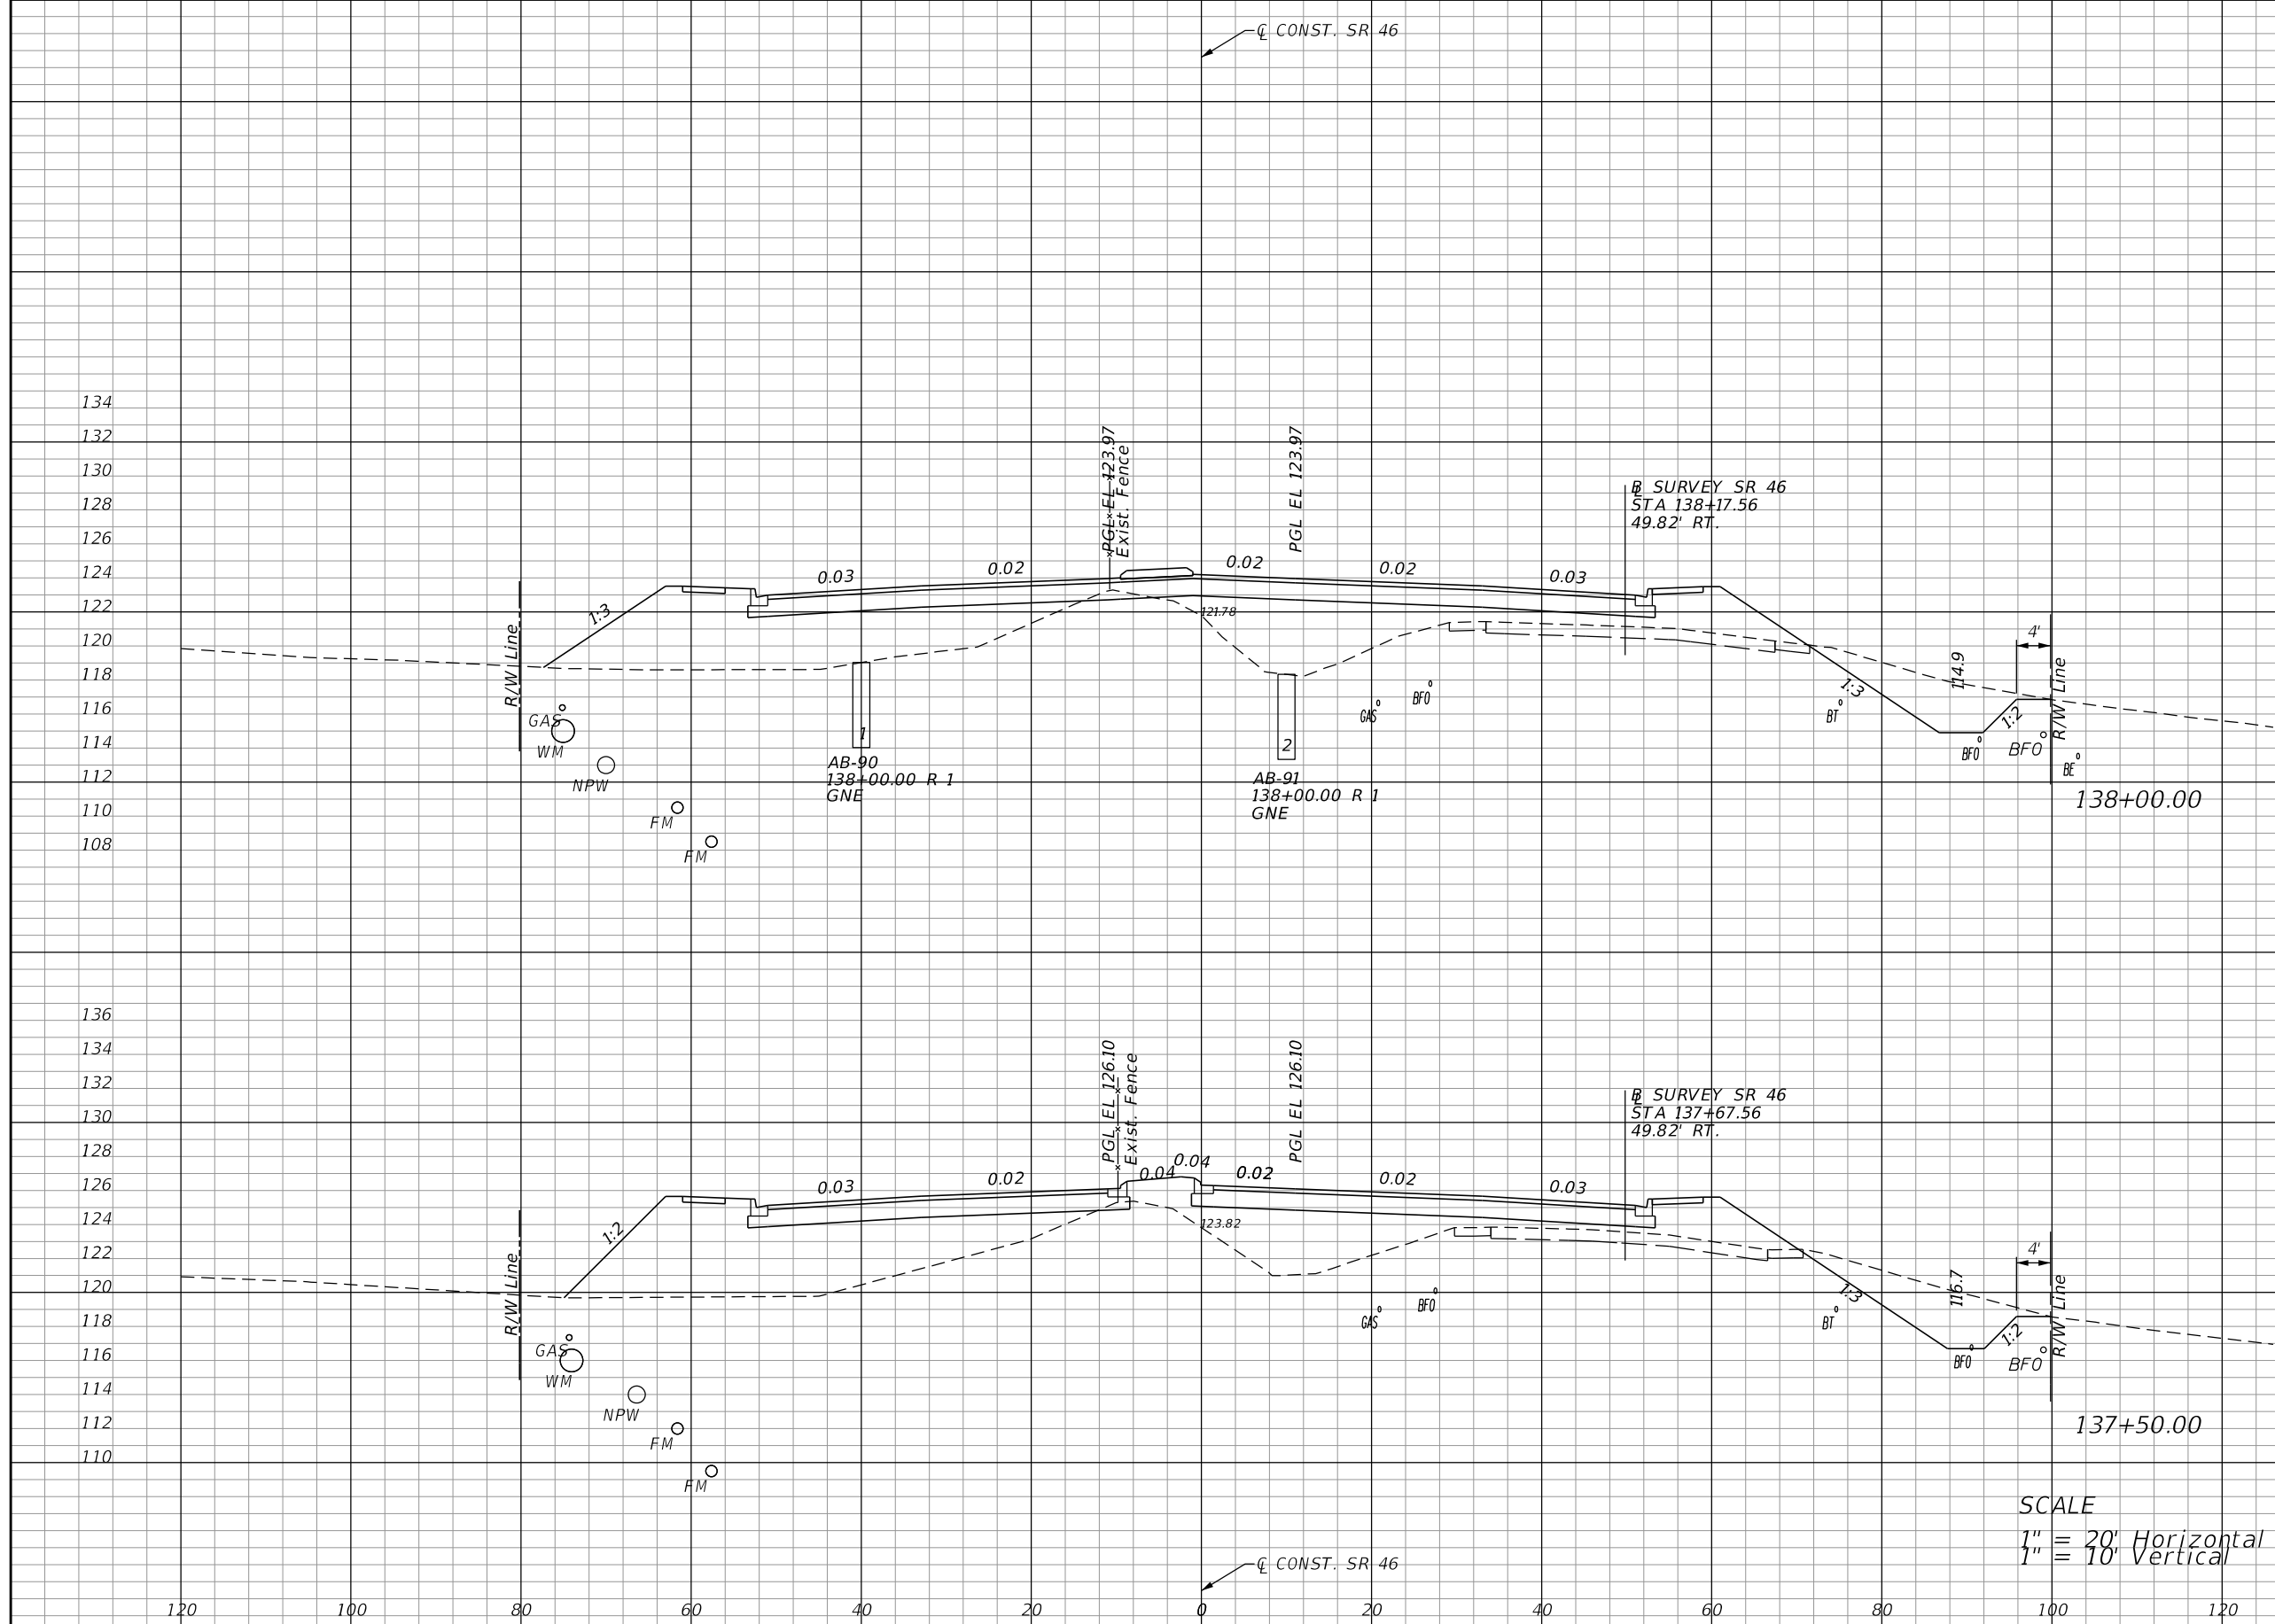 ℄ CONST. SR 46
134
132
130
128
126
124
122
120
118
116
114
112
110
108
PGL EL 123.97
Exist. Fence
PGL EL 123.97
℄ SURVEY SR 46
STA 138+17.56
49.82' RT.
0.03
0.02
0.02
0.02
0.03
1:3
121.78
R/W Line
GAS
WM
NPW
FM
FM
1
AB-90
138+00.00 R 1
GNE
2
AB-91
138+00.00 R 1
GNE
GAS
BFO
BT
1:3
114.9
4'
1:2
R/W Line
BFO
BFO
BE
138+00.00
136
134
132
130
128
126
124
122
120
118
116
114
112
110
PGL EL 126.10
Exist. Fence
PGL EL 126.10
℄ SURVEY SR 46
STA 137+67.56
49.82' RT.
0.03
0.02
0.04
0.04
0.02
0.02
0.03
1:2
123.82
R/W Line
GAS
WM
NPW
FM
FM
GAS
BFO
BT
1:3
116.7
4'
1:2
R/W Line
BFO
BFO
137+50.00
SCALE
1" = 20' Horizontal
1" = 10' Vertical
℄ CONST. SR 46
120 100 80 60 40 20 0 20 40 60 80 100 120